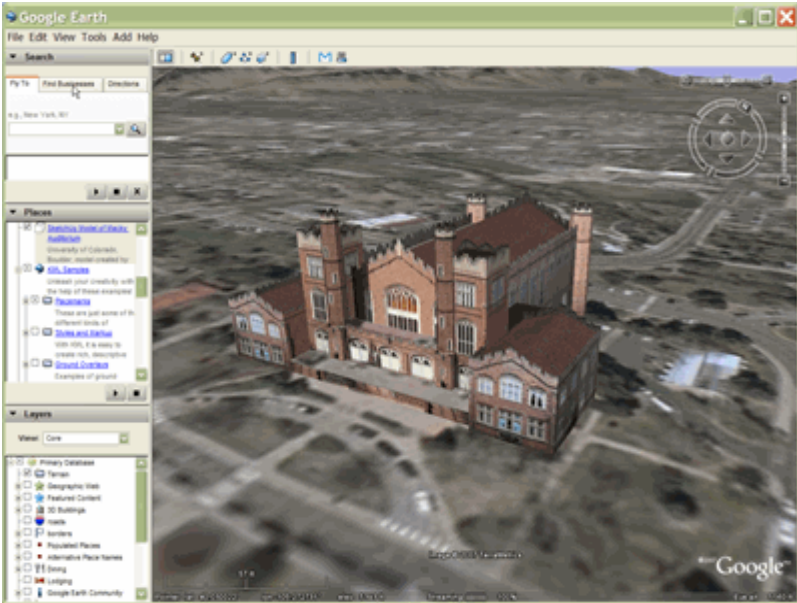 Google Earth
File Edit View Tools Add Help
Search
Fly To Find Businesses Directions
e.g., New York, NY
Places
SketchUp Model of Macky
Auditorium
University of Colorado,
Boulder, model created by
KML Samples
Unleash your creativity with
the help of these examples!
Placemarks
These are just some of th
different kinds of
Styles and Markup
With KML it is easy to
create rich, descriptive
Ground Overlays
Examples of ground
Layers
View: Core
Primary Database
Terrain
Geographic Web
Featured Content
3D Buildings
roads
borders
Populated Places
Alternative Place Names
Dining
Lodging
Google Earth Community
Google
Streaming 100%